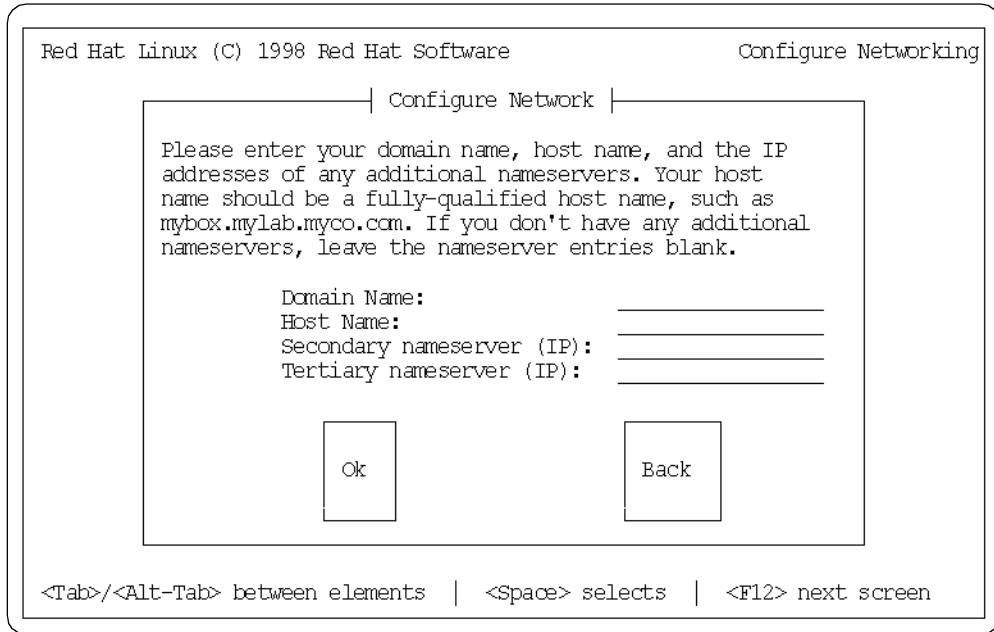 Red Hat Linux (C) 1998 Red Hat Software Configure Networking
Configure Network
Please enter your domain name, host name, and the IP
addresses of any additional nameservers. Your host
name should be a fully-qualified host name, such as
mybox.mylab.myco.com. If you don't have any additional
nameservers, leave the nameserver entries blank.
Domain Name:
Host Name:
Secondary nameserver (IP):
Tertiary nameserver (IP):
Ok Back
<Tab>/<Alt-Tab> between elements | <Space> selects | <F12> next screen